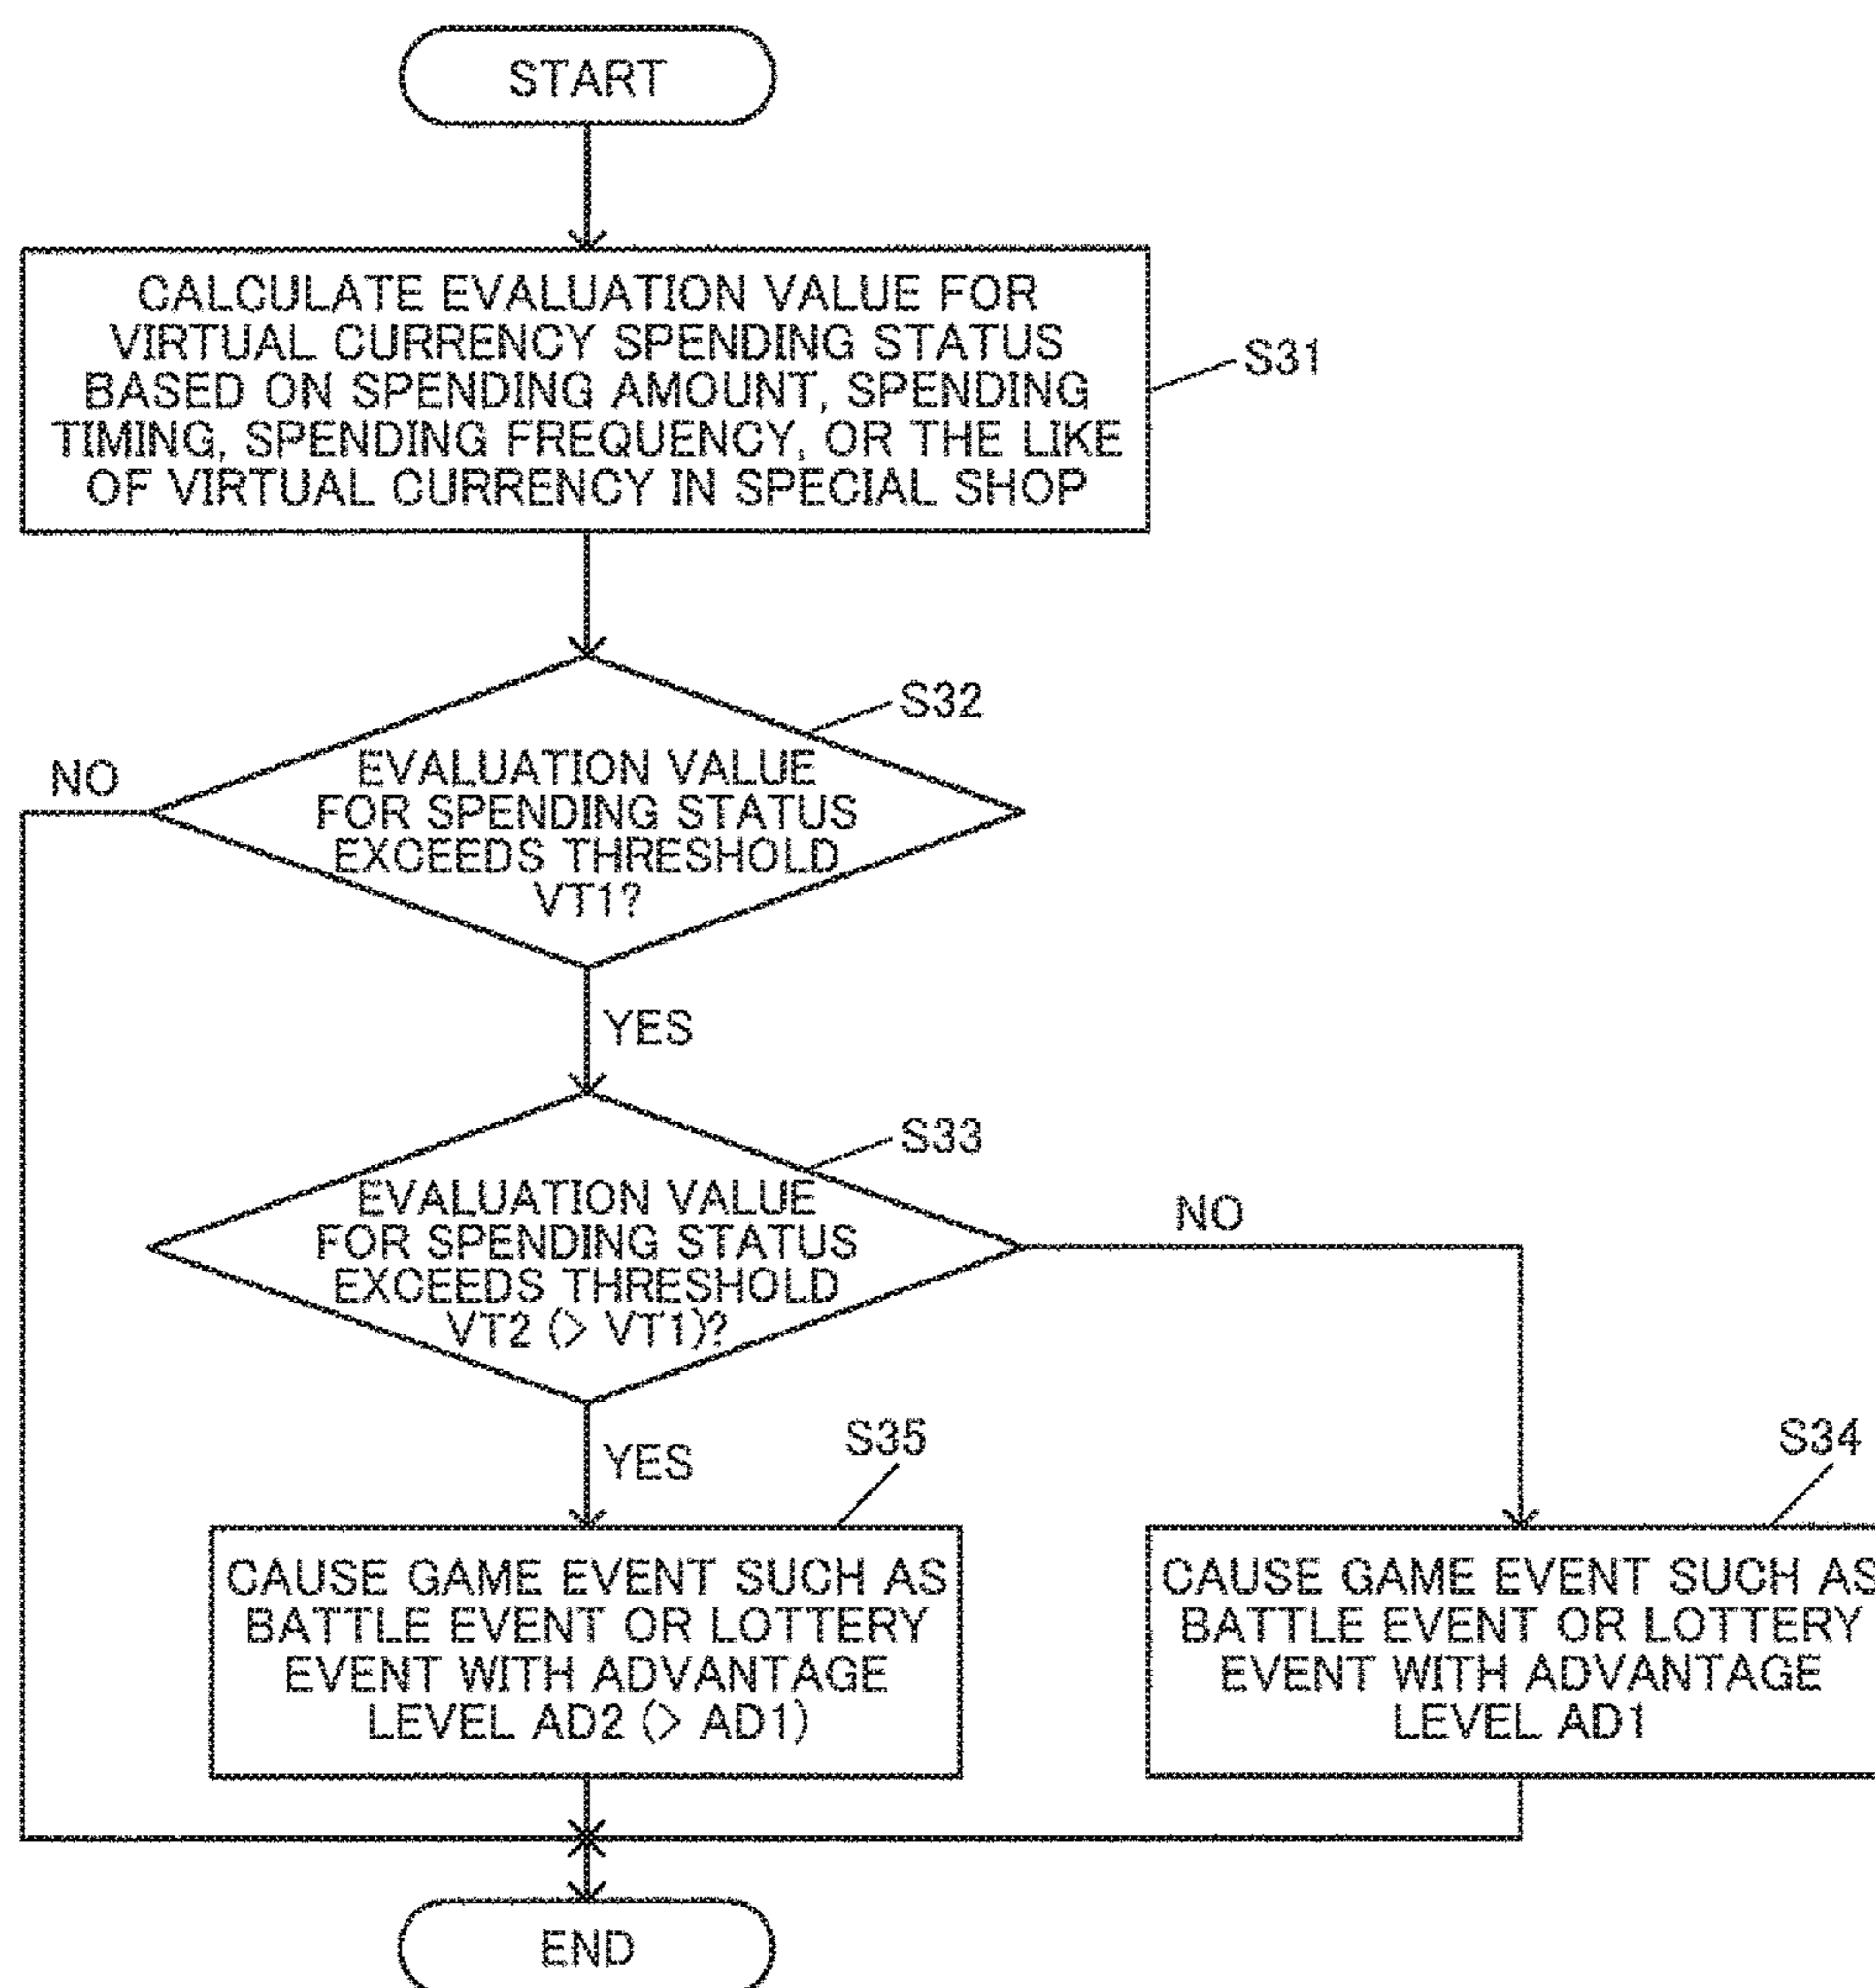 START
CALCULATE EVALUATION VALUE FOR
VIRTUAL CURRENCY SPENDING STATUS
BASED ON SPENDING AMOUNT, SPENDING
TIMING, SPENDING FREQUENCY, OR THE LIKE
OF VIRTUAL CURRENCY IN SPECIAL SHOP
S31
S32
NO
EVALUATION VALUE
FOR SPENDING STATUS
EXCEEDS THRESHOLD
VT1?
YES
S33
EVALUATION VALUE
FOR SPENDING STATUS
EXCEEDS THRESHOLD
VT2 (> VT1)?
NO
YES
S35
CAUSE GAME EVENT SUCH AS
BATTLE EVENT OR LOTTERY
EVENT WITH ADVANTAGE
LEVEL AD2 (> AD1)
S34
CAUSE GAME EVENT SUCH AS
BATTLE EVENT OR LOTTERY
EVENT WITH ADVANTAGE
LEVEL AD1
END